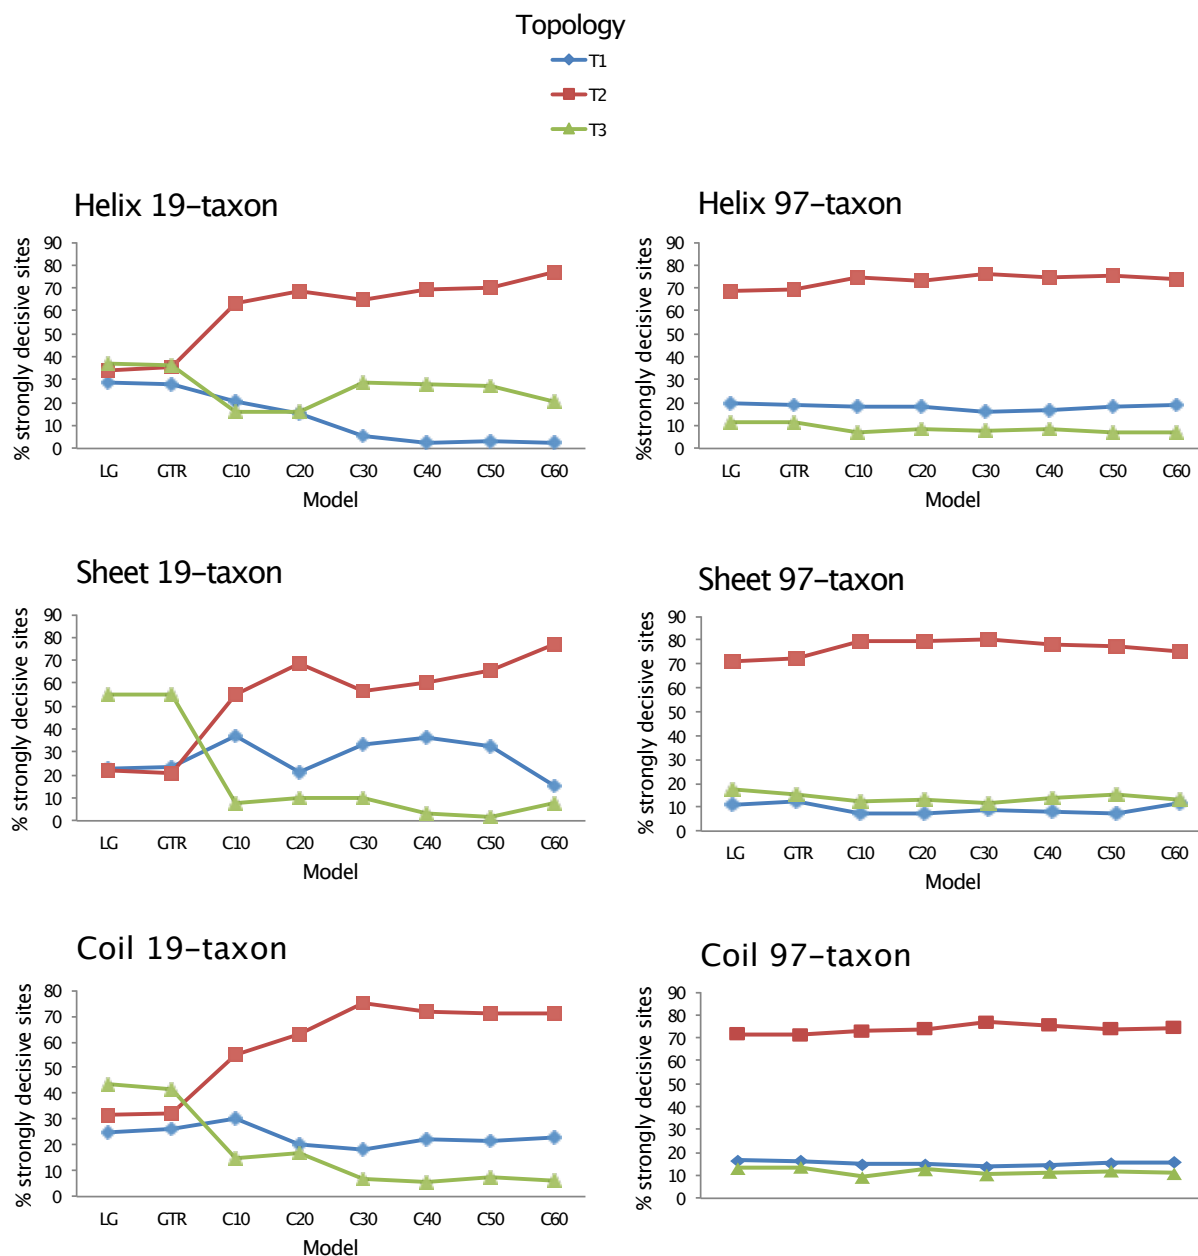 Topology
T1
T2
T3
Helix 19-taxon
% strongly decisive sites
90
80
70
60
50
40
30
20
10
0
LG GTR C10 C20 C30 C40 C50 C60
Model
Helix 97-taxon
%strongly decisive sites
90
80
70
60
50
40
30
20
10
0
LG GTR C10 C20 C30 C40 C50 C60
Model
Sheet 19-taxon
% strongly decisive sites
90
80
70
60
50
40
30
20
10
0
LG GTR C10 C20 C30 C40 C50 C60
Model
Sheet 97-taxon
% strongly decisive sites
90
80
70
60
50
40
30
20
10
0
LG GTR C10 C20 C30 C40 C50 C60
Model
Coil 19-taxon
% strongly decisive sites
80
70
60
50
40
30
20
10
0
LG GTR C10 C20 C30 C40 C50 C60
Model
Coil 97-taxon
% strongly decisive sites
90
80
70
60
50
40
30
20
10
0